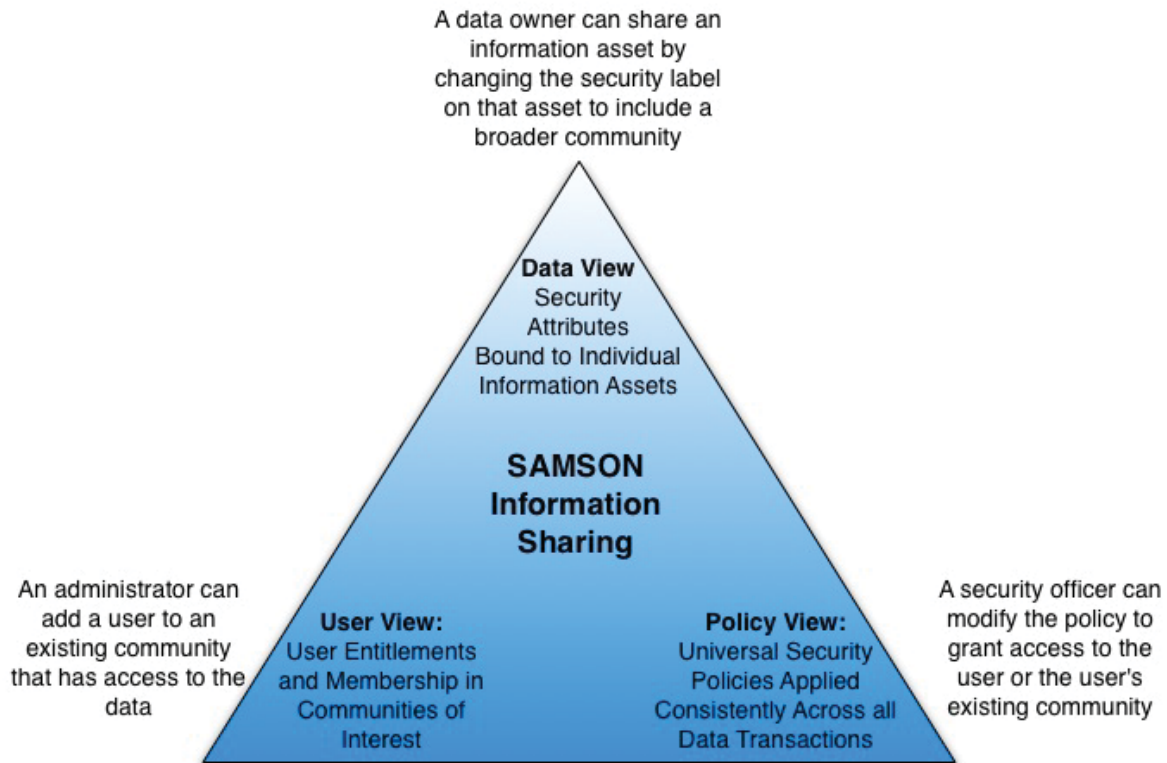 A data owner can share an
information asset by
changing the security label
on that asset to include a
broader community
Data View
Security
Attributes
Bound to Individual
Information Assets
SAMSON
Information
Sharing
An administrator can
add a user to an
existing community
that has access to the
data
User View:
User Entitlements
and Membership in
Communities of
Interest
Policy View:
Universal Security
Policies Applied
Consistently Across all
Data Transactions
A security officer can
modify the policy to
grant access to the
user or the user's
existing community